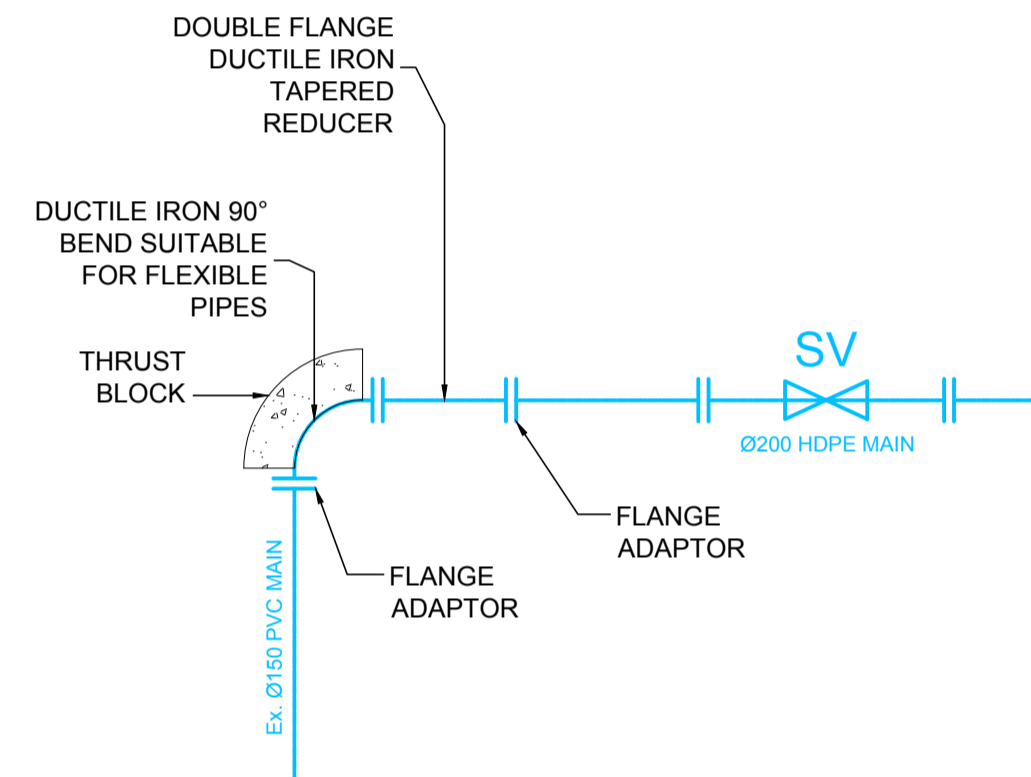 DOUBLE FLANGE
DUCTILE IRON
TAPERED
REDUCER
DUCTILE IRON 90°
BEND SUITABLE
FOR FLEXIBLE
PIPES
THRUST
BLOCK
SV
Ø200 HDPE MAIN
FLANGE
ADAPTOR
FLANGE
ADAPTOR
Ex. Ø150 PVC MAIN